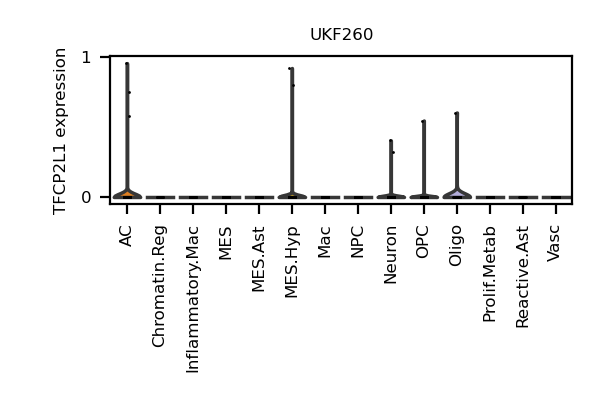 UKF260
TFCP2L1 expression
1
0
AC
Chromatin.Reg
Inflammatory.Mac
MES
MES.Ast
MES.Hyp
Mac
NPC
Neuron
OPC
Oligo
Prolif.Metab
Reactive.Ast
Vasc